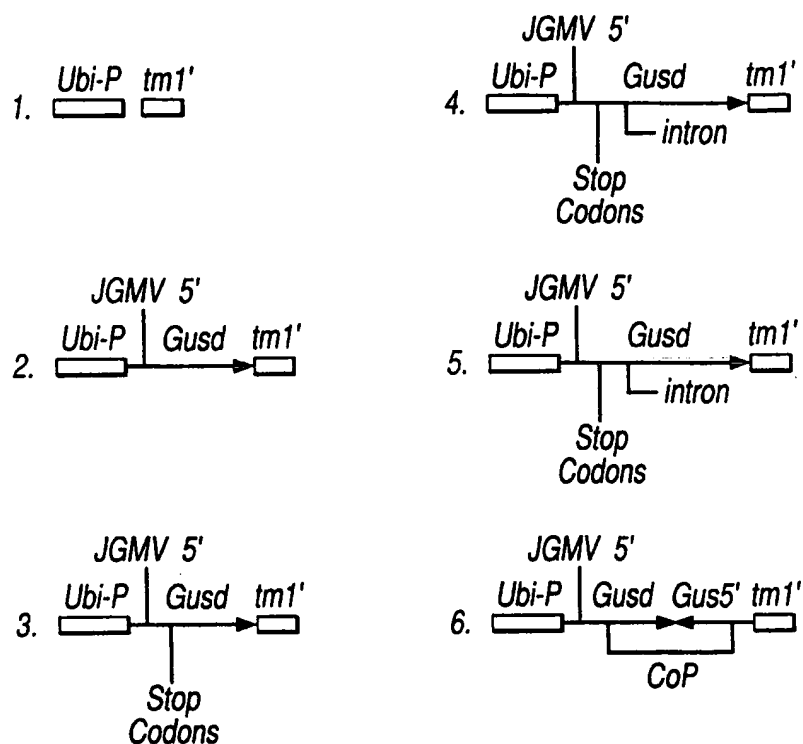 1. Ubi-P tm1'
2. JGMV 5'
Ubi-P Gusd tm1'
3. JGMV 5'
Ubi-P Gusd tm1'
Stop
Codons
4. JGMV 5'
Ubi-P Gusd tm1'
intron
Stop
Codons
5. JGMV 5'
Ubi-P Gusd tm1'
intron
Stop
Codons
6. JGMV 5'
Ubi-P Gusd Gus5' tm1'
CoP